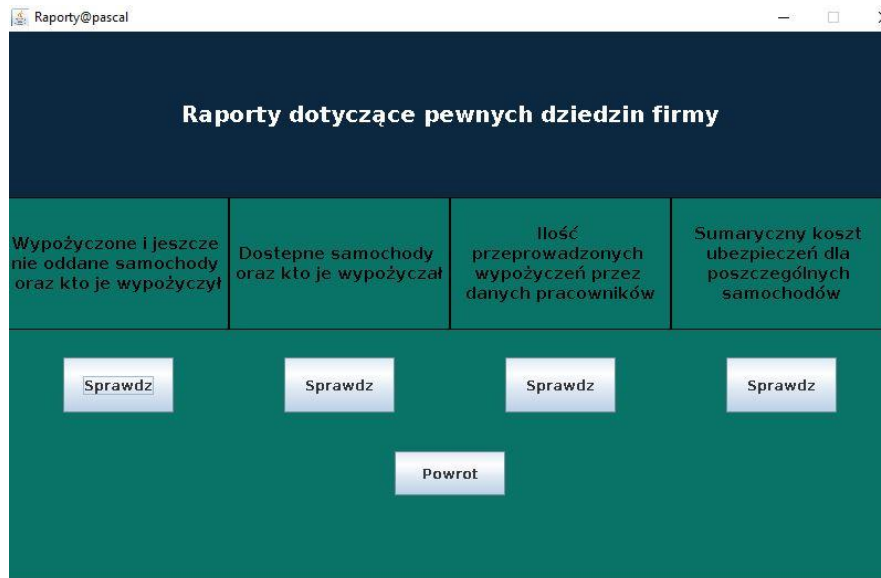 Raporty@pascal
Raporty dotyczące pewnych dziedzin firmy
Wypożyczone i jeszcze
nie oddane samochody
oraz kto je wypożyczył
Dostepne samochody
oraz kto je wypożyczał
Ilość
przeprowadzonych
wypożyczeń przez
danych pracowników
Sumaryczny koszt
ubezpieczeń dla
poszczególnych
samochodów
Sprawdz
Sprawdz
Sprawdz
Sprawdz
Powrot